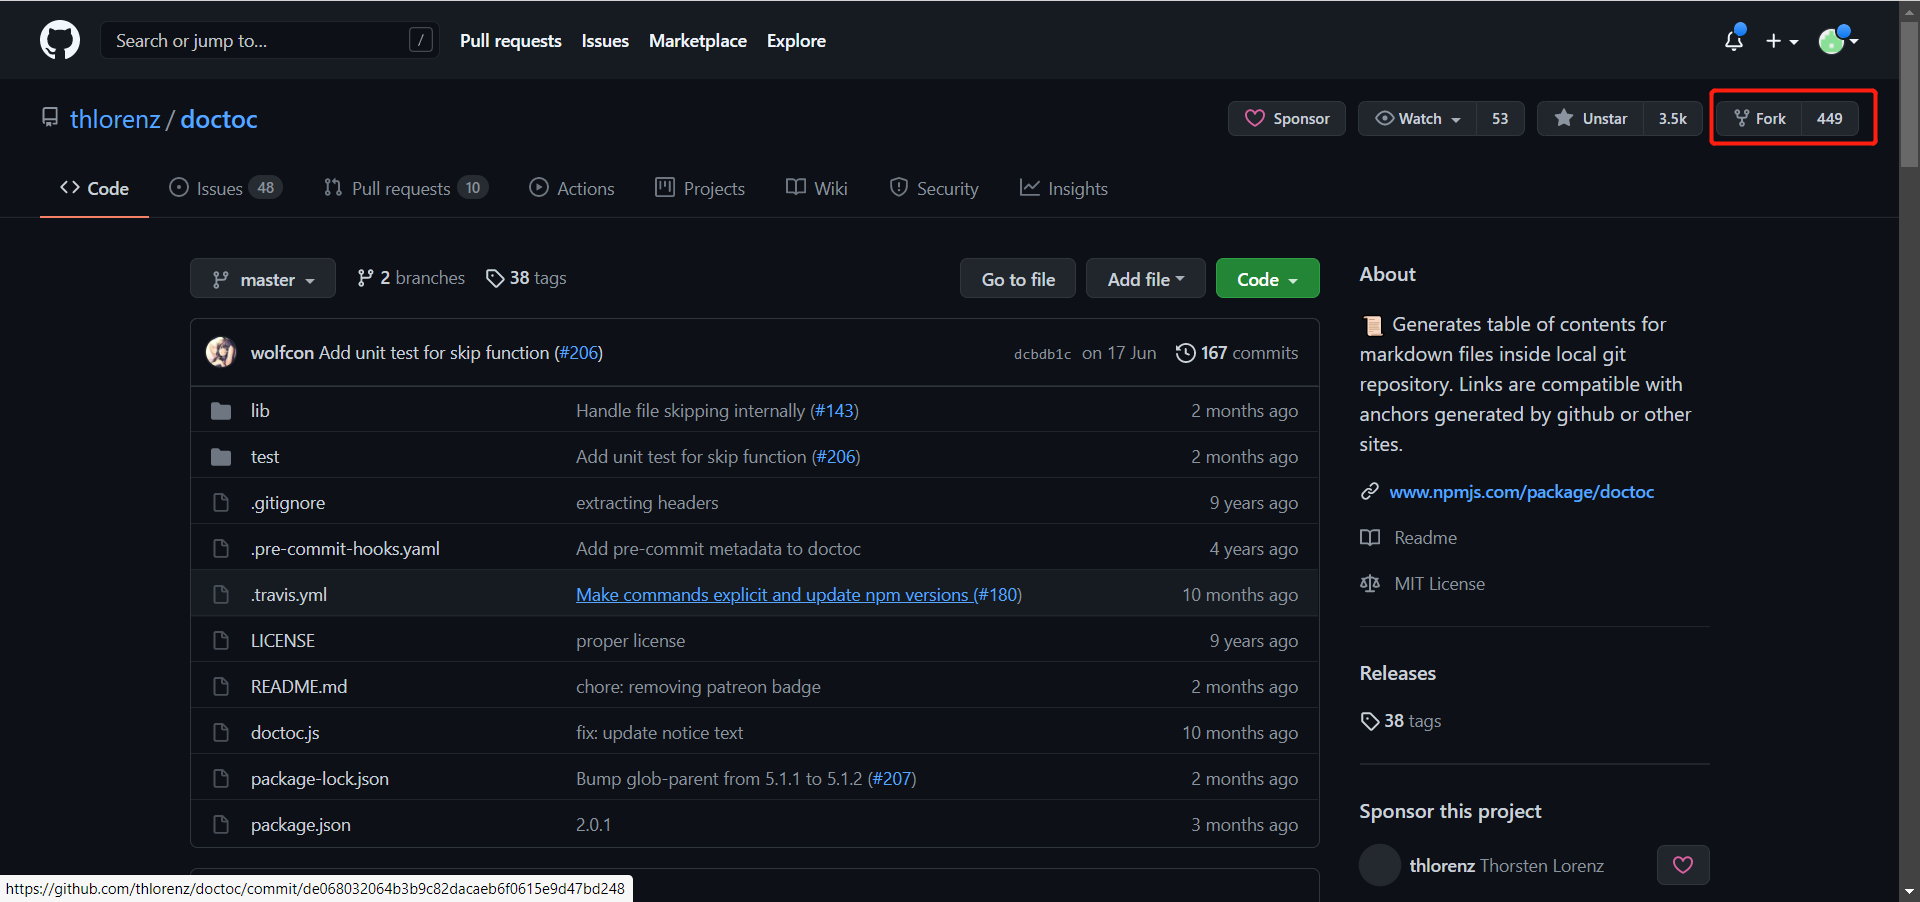 Search or jump to... /
Pull requests Issues Marketplace Explore
thlorenz / doctoc
Sponsor Watch 53 Unstar 3.5k Fork 449
Code Issues 48 Pull requests 10 Actions Projects Wiki Security Insights
master 2 branches 38 tags Go to file Add file Code
wolfcon Add unit test for skip function (#206) dcbdb1c on 17 Jun 167 commits
lib Handle file skipping internally (#143) 2 months ago
test Add unit test for skip function (#206) 2 months ago
.gitignore extracting headers 9 years ago
.pre-commit-hooks.yaml Add pre-commit metadata to doctoc 4 years ago
.travis.yml Make commands explicit and update npm versions (#180) 10 months ago
LICENSE proper license 9 years ago
README.md chore: removing patreon badge 2 months ago
doctoc.js fix: update notice text 10 months ago
package-lock.json Bump glob-parent from 5.1.1 to 5.1.2 (#207) 2 months ago
package.json 2.0.1 3 months ago
About
Generates table of contents for
markdown files inside local git
repository. Links are compatible with
anchors generated by github or other
sites.
www.npmjs.com/package/doctoc
Readme
MIT License
Releases
38 tags
Sponsor this project
thlorenz Thorsten Lorenz
https://github.com/thlorenz/doctoc/commit/de068032064b3b9c82dacaeb6f0615e9d47bd248